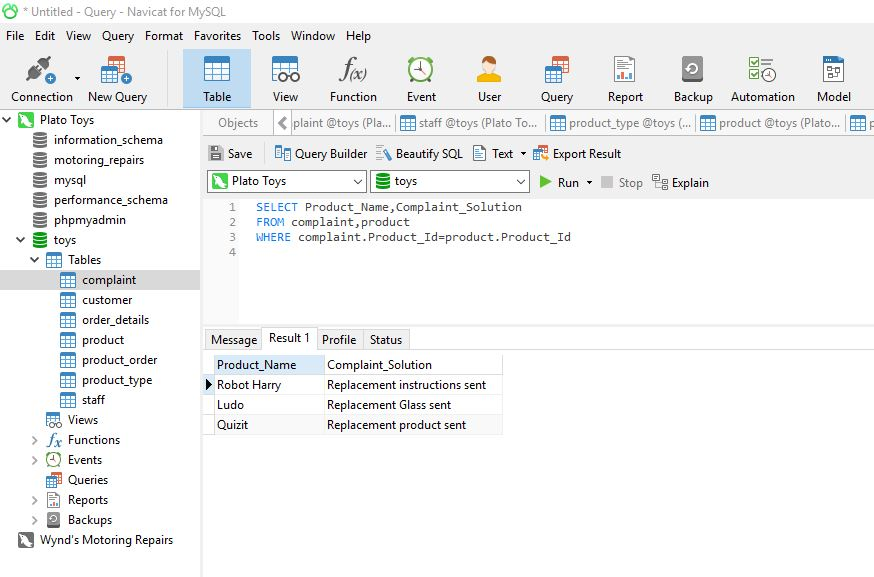 * Untitled - Query - Navicat for MySQL
File Edit View Query Format Favorites Tools Window Help
Connection New Query Table View Function Event User Query Report Backup Automation Model
f(x)
Plato Toys
information_schema
motoring_repairs
mysql
performance_schema
phpmyadmin
toys
Tables
complaint
customer
order_details
product
product_order
product_type
staff
Views
fx Functions
Events
Queries
Reports
Backups
Wynd's Motoring Repairs
Objects plaint @toys (Pla... staff @toys (Plato To... product_type @toys (... product @toys (Plato... p
Save Query Builder Beautify SQL Text Export Result
Plato Toys toys Run Stop Explain
1 SELECT Product_Name,Complaint_Solution
2 FROM complaint,product
3 WHERE complaint.Product_Id=product.Product_Id
4
Message Result 1 Profile Status
Product_Name Complaint_Solution
Robot Harry Replacement instructions sent
Ludo Replacement Glass sent
Quizit Replacement product sent